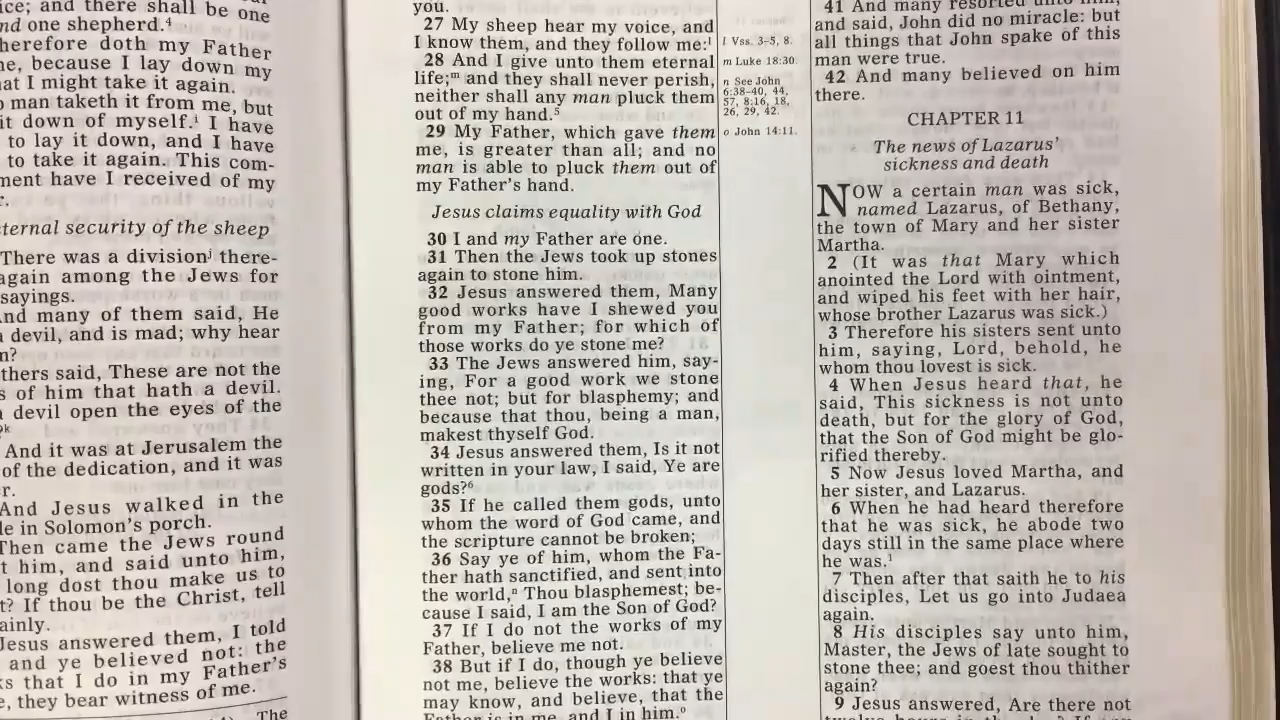 ice; and there shall be one
and one shepherd.⁴
herefore doth my Father
me, because I lay down my
hat I might take it again.
o man taketh it from me, but
it down of myself.ⁱ I have
to lay it down, and I have
to take it again. This com-
ment have I received of my
r.
ternal security of the sheep
There was a divisionʲ there-
again among the Jews for
sayings.
And many of them said, He
a devil, and is mad; why hear
m?
thers said, These are not the
s of him that hath a devil.
a devil open the eyes of the
?ᵏ
And it was at Jerusalem the
of the dedication, and it was
r.
And Jesus walked in the
le in Solomon's porch.
Then came the Jews round
t him, and said unto him,
long dost thou make us to
t? If thou be the Christ, tell
ainly.
Jesus answered them, I told
and ye believed not: the
ks that I do in my Father's
e, they bear witness of me.
The
you.
27 My sheep hear my voice, and
I know them, and they follow me:ˡ
28 And I give unto them eternal
life;ᵐ and they shall never perish,
neither shall any man pluck them
out of my hand.⁵
29 My Father, which gave them
me, is greater than all; and no
man is able to pluck them out of
my Father's hand.
Jesus claims equality with God
30 I and my Father are one.
31 Then the Jews took up stones
again to stone him.
32 Jesus answered them, Many
good works have I shewed you
from my Father; for which of
those works do ye stone me?
33 The Jews answered him, say-
ing, For a good work we stone
thee not; but for blasphemy; and
because that thou, being a man,
makest thyself God.
34 Jesus answered them, Is it not
written in your law, I said, Ye are
gods?⁶
35 If he called them gods, unto
whom the word of God came, and
the scripture cannot be broken;
36 Say ye of him, whom the Fa-
ther hath sanctified, and sent into
the world,ⁿ Thou blasphemest; be-
cause I said, I am the Son of God?
37 If I do not the works of my
Father, believe me not.
38 But if I do, though ye believe
not me, believe the works: that ye
may know, and believe, that the
Father is in me, and I in him.ᵒ
l Vss. 3–5, 8.
m Luke 18:30.
n See John
6:38–40, 44,
57, 8:16, 18,
26, 29, 42.
o John 14:11.
41 And many resorted unto him,
and said, John did no miracle: but
all things that John spake of this
man were true.
42 And many believed on him
there.
CHAPTER 11
The news of Lazarus'
sickness and death
NOW a certain man was sick,
named Lazarus, of Bethany,
the town of Mary and her sister
Martha.
2 (It was that Mary which
anointed the Lord with ointment,
and wiped his feet with her hair,
whose brother Lazarus was sick.)
3 Therefore his sisters sent unto
him, saying, Lord, behold, he
whom thou lovest is sick.
4 When Jesus heard that, he
said, This sickness is not unto
death, but for the glory of God,
that the Son of God might be glo-
rified thereby.
5 Now Jesus loved Martha, and
her sister, and Lazarus.
6 When he had heard therefore
that he was sick, he abode two
days still in the same place where
he was.¹
7 Then after that saith he to his
disciples, Let us go into Judaea
again.
8 His disciples say unto him,
Master, the Jews of late sought to
stone thee; and goest thou thither
again?
9 Jesus answered, Are there not